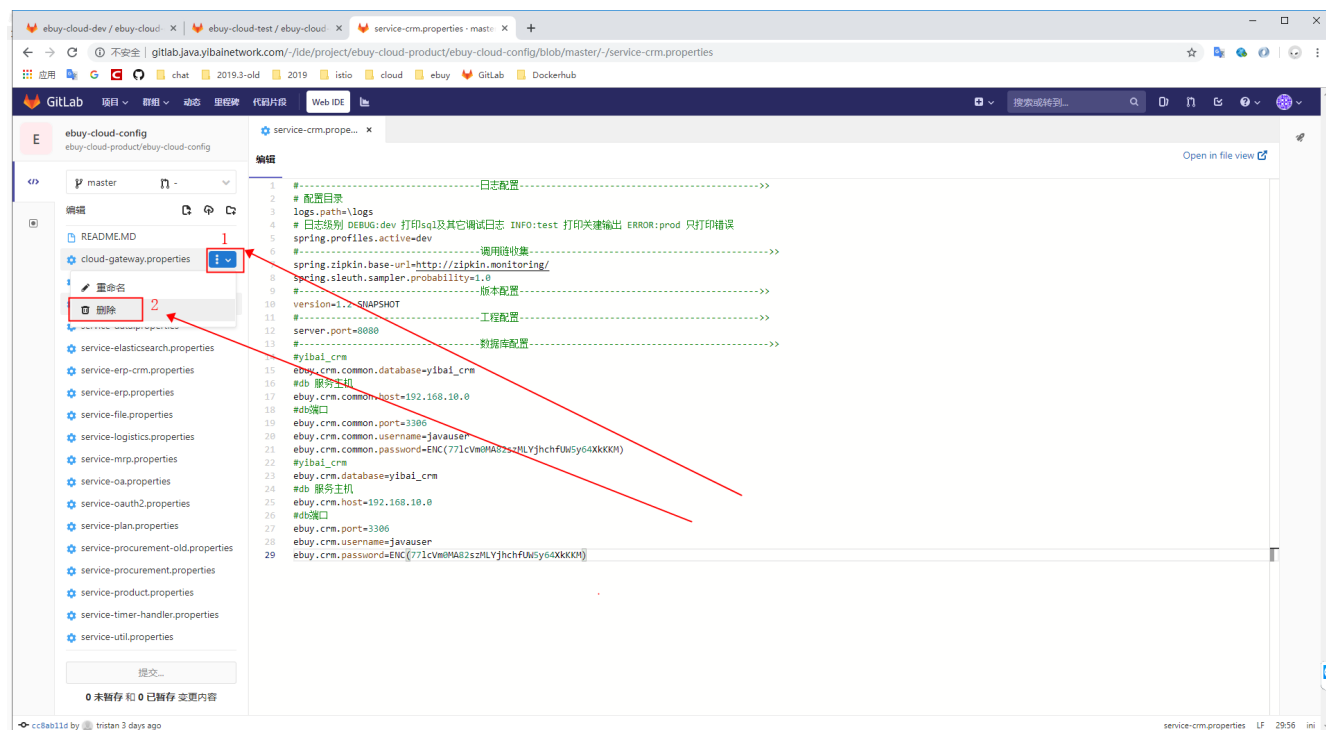 ebuy-cloud-dev / ebuy-cloud-
ebuy-cloud-test / ebuy-cloud-
service-crm.properties - maste
不安全 | gitlab.java.yibainetwork.com/-/ide/project/ebuy-cloud-product/ebuy-cloud-config/blob/master/-/service-crm.properties
应用 G chat 2019.3-old 2019 istio cloud ebuy GitLab Dockerhub
GitLab 项目 群组 动态 里程碑 代码片段 Web IDE 搜索或转到...
E ebuy-cloud-config
ebuy-cloud-product/ebuy-cloud-config
master -
编辑
README.MD
1
cloud-gateway.properties
重命名
删除 2
service-data.properties
service-elasticsearch.properties
service-erp-crm.properties
service-erp.properties
service-file.properties
service-logistics.properties
service-mrp.properties
service-oa.properties
service-oauth2.properties
service-plan.properties
service-procurement-old.properties
service-procurement.properties
service-product.properties
service-timer-handler.properties
service-util.properties
提交...
0 未暂存 和 0 已暂存 变更内容
service-crm.prope... ×
编辑
Open in file view
1 #------------------------------------日志配置------------------------------------------------>>
2 # 配置目录
3 logs.path=\logs
4 # 日志级别 DEBUG:dev 打印sql及其它调试日志 INFO:test 打印关建输出 ERROR:prod 只打印错误
5 spring.profiles.active=dev
6 #------------------------------------调用链收集------------------------------------------------>>
7 spring.zipkin.base-url=http://zipkin.monitoring/
8 spring.sleuth.sampler.probability=1.0
9 #------------------------------------版本配置------------------------------------------------>>
10 version=1.2-SNAPSHOT
11 #------------------------------------工程配置------------------------------------------------>>
12 server.port=8080
13 #------------------------------------数据库配置------------------------------------------------>>
14 #yibai_crm
15 ebuy.crm.common.database=yibai_crm
16 #db 服务主机
17 ebuy.crm.common.host=192.168.10.0
18 #db端口
19 ebuy.crm.common.port=3306
20 ebuy.crm.common.username=javauser
21 ebuy.crm.common.password=ENC(77lcVm0MA82szMLYjhchfUW5y64XkKKM)
22 #yibai_crm
23 ebuy.crm.database=yibai_crm
24 #db 服务主机
25 ebuy.crm.host=192.168.10.0
26 #db端口
27 ebuy.crm.port=3306
28 ebuy.crm.username=javauser
29 ebuy.crm.password=ENC(77lcVm0MA82szMLYjhchfUW5y64XkKKM)
cc8ab11d by tristan 3 days ago
service-crm.properties LF 29:56 ini